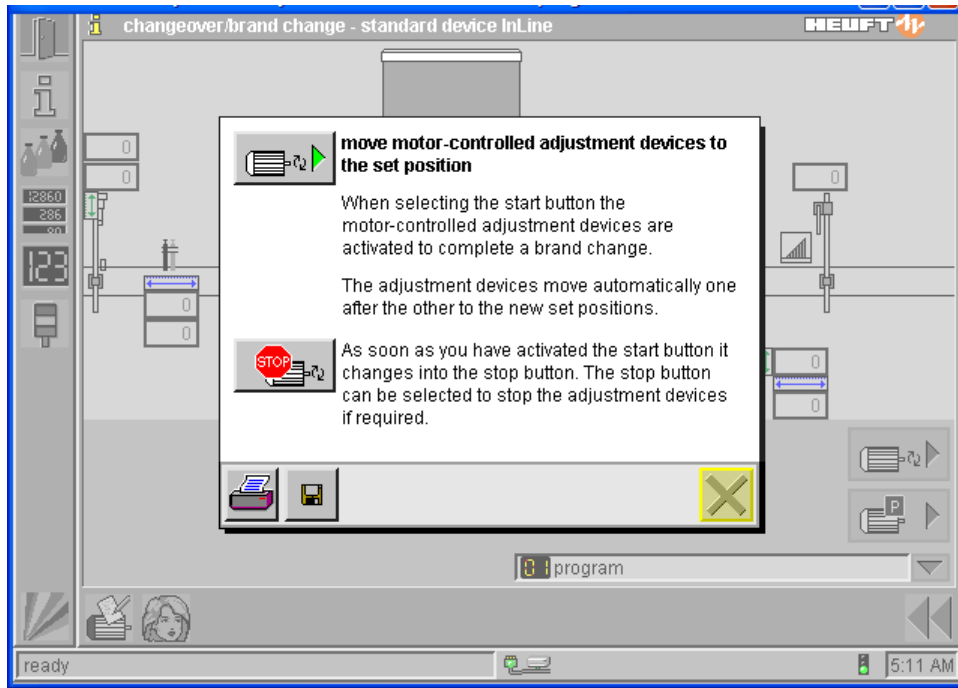 changeover/brand change - standard device InLine
HEUFT
move motor-controlled adjustment devices to
the set position
When selecting the start button the
motor-controlled adjustment devices are
activated to complete a brand change.
The adjustment devices move automatically one
after the other to the new set positions.
STOP
As soon as you have activated the start button it
changes into the stop button. The stop button
can be selected to stop the adjustment devices
if required.
0
0
0
0
0
0
0
12860
286
90
123
P
01 program
ready
5:11 AM